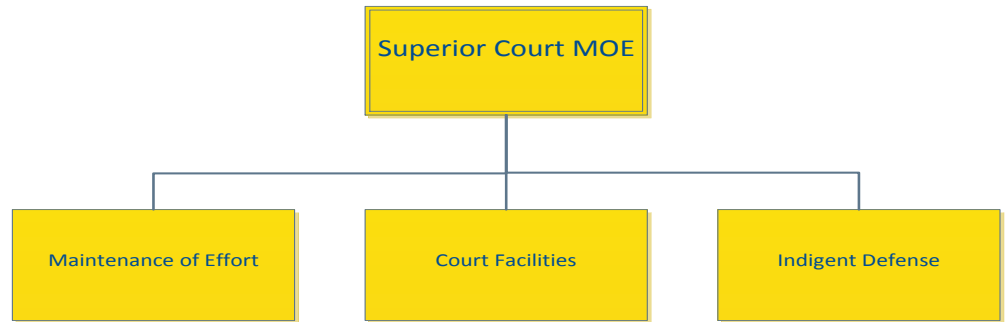 Superior Court MOE
Maintenance of Effort
Court Facilities
Indigent Defense